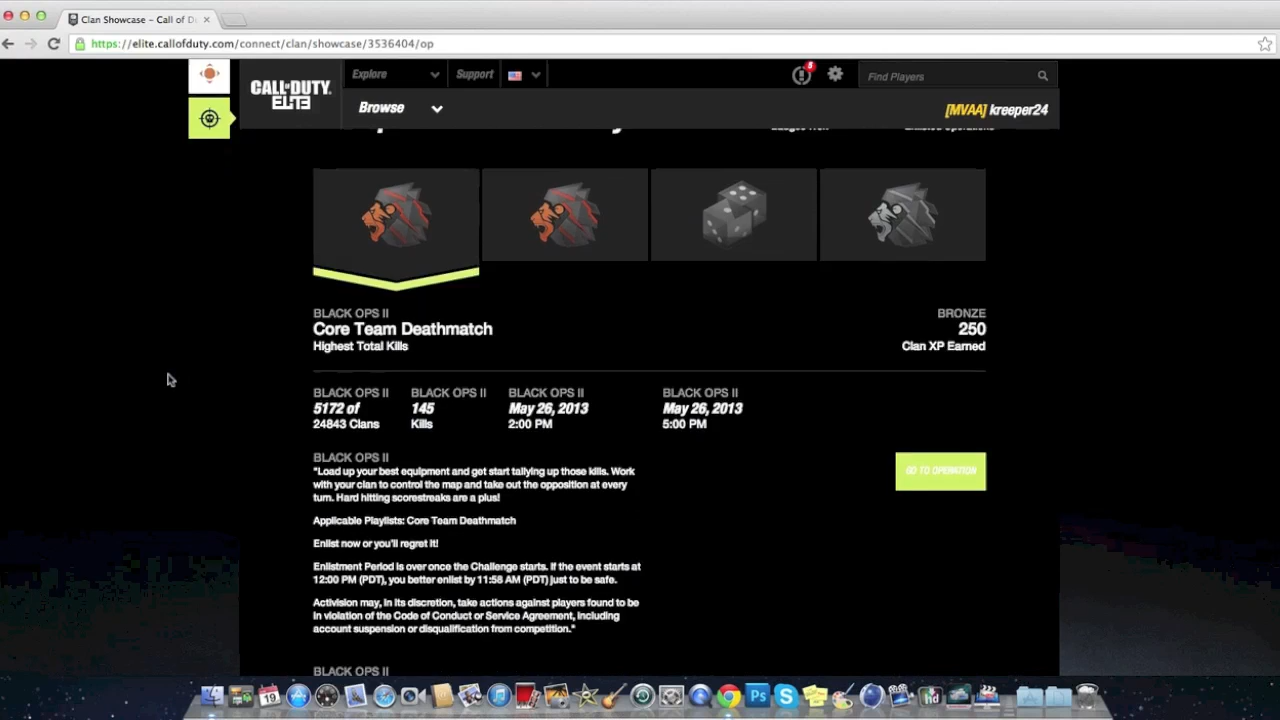 Clan Showcase – Call of D
https://elite.callofduty.com/connect/clan/showcase/3536404/op
CALL OF DUTY.
ELITE
Explore
Support
8
Find Players
Browse
[MVAA] kreeper24
BLACK OPS II
Core Team Deathmatch
Highest Total Kills
BRONZE
250
Clan XP Earned
BLACK OPS II
5172 of
24843 Clans
BLACK OPS II
145
Kills
BLACK OPS II
May 26, 2013
2:00 PM
BLACK OPS II
May 26, 2013
5:00 PM
BLACK OPS II
"Load up your best equipment and get start tallying up those kills. Work
with your clan to control the map and take out the opposition at every
turn. Hard hitting scorestreaks are a plus!
Applicable Playlists: Core Team Deathmatch
Enlist now or you'll regret it!
Enlistment Period is over once the Challenge starts. If the event starts at
12:00 PM (PDT), you better enlist by 11:58 AM (PDT) just to be safe.
Activision may, in its discretion, take actions against players found to be
in violation of the Code of Conduct or Service Agreement, including
account suspension or disqualification from competition."
GO TO OPERATION
BLACK OPS II
19
Ps
hd